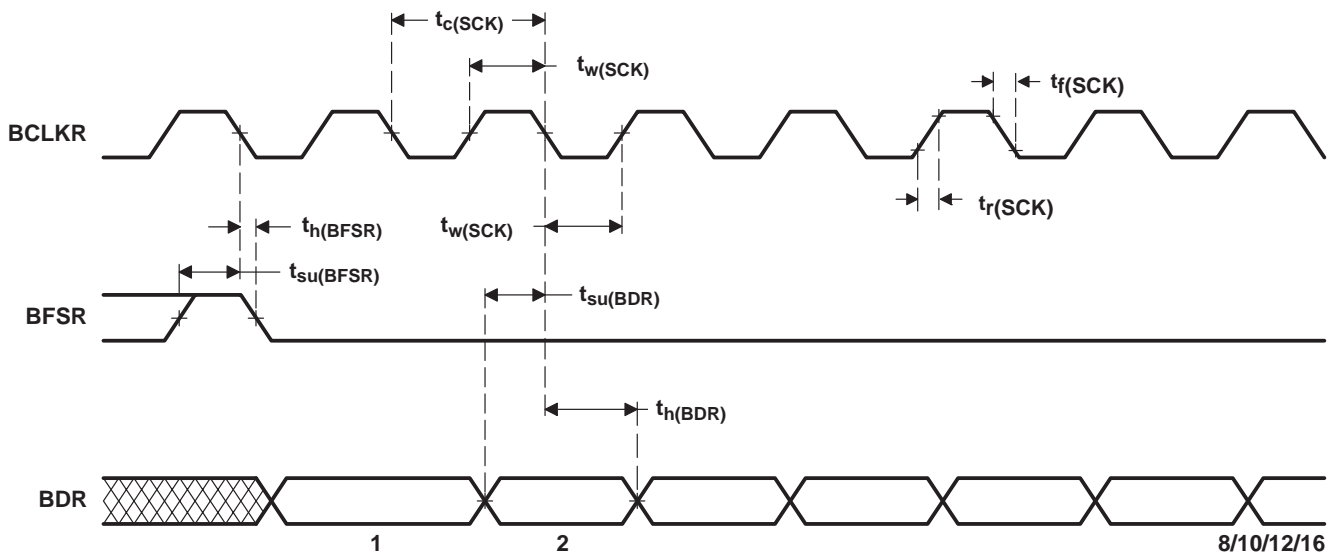 tc(SCK)
tw(SCK)
tf(SCK)
BCLKR
tr(SCK)
th(BFSR)
tw(SCK)
tsu(BFSR)
tsu(BDR)
BFSR
th(BDR)
BDR
1 2 8/10/12/16